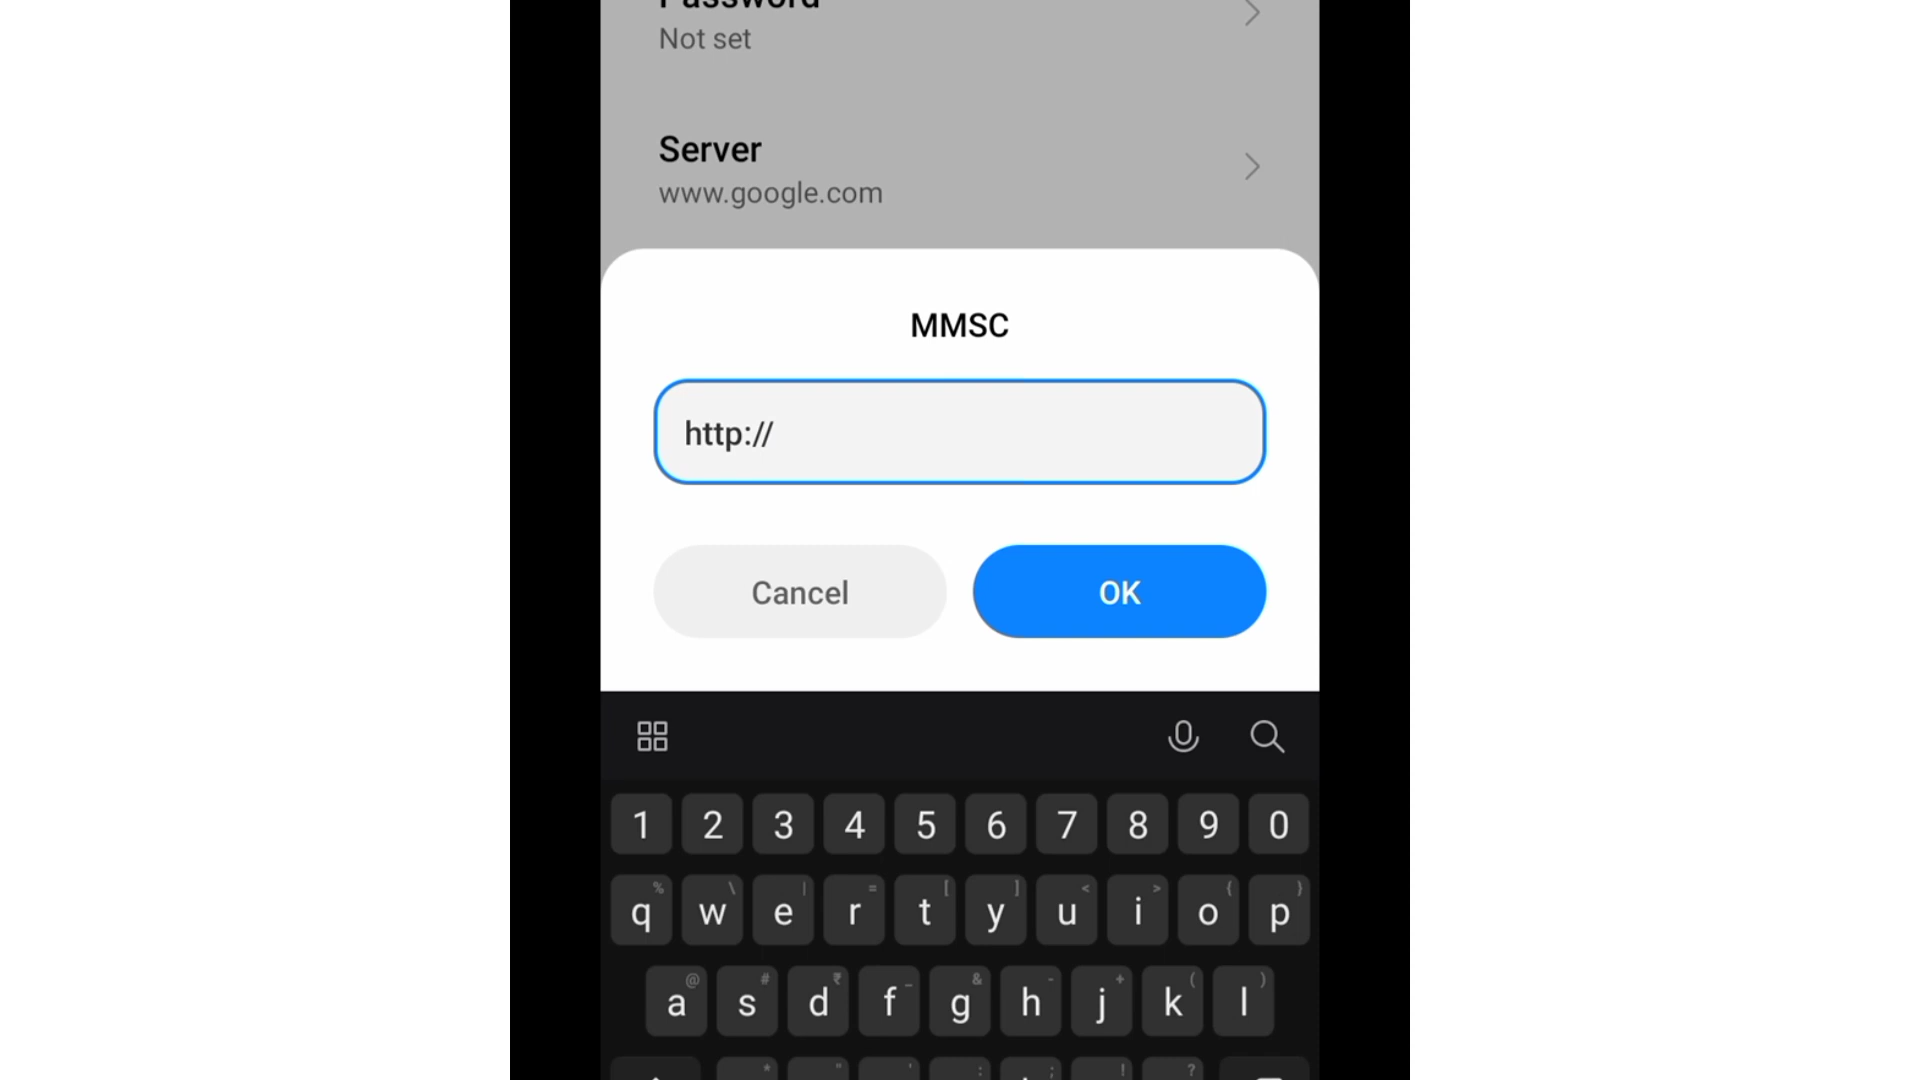 Password
Not set
Server
www.google.com
MMSC
http://
Cancel
OK
1 2 3 4 5 6 7 8 9 0
% \ | = [ ] < > { }
q w e r t y u i o p
@ # ₹ _ & - + ( )
a s d f g h j k l
* " ' : ; ! ?